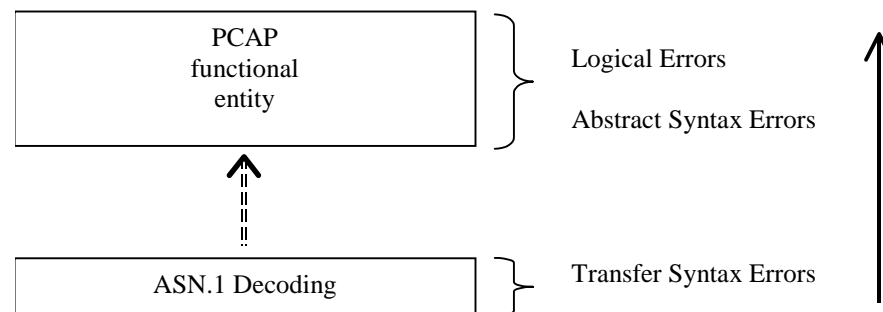 PCAP
functional
entity
Logical Errors
Abstract Syntax Errors
ASN.1 Decoding
Transfer Syntax Errors